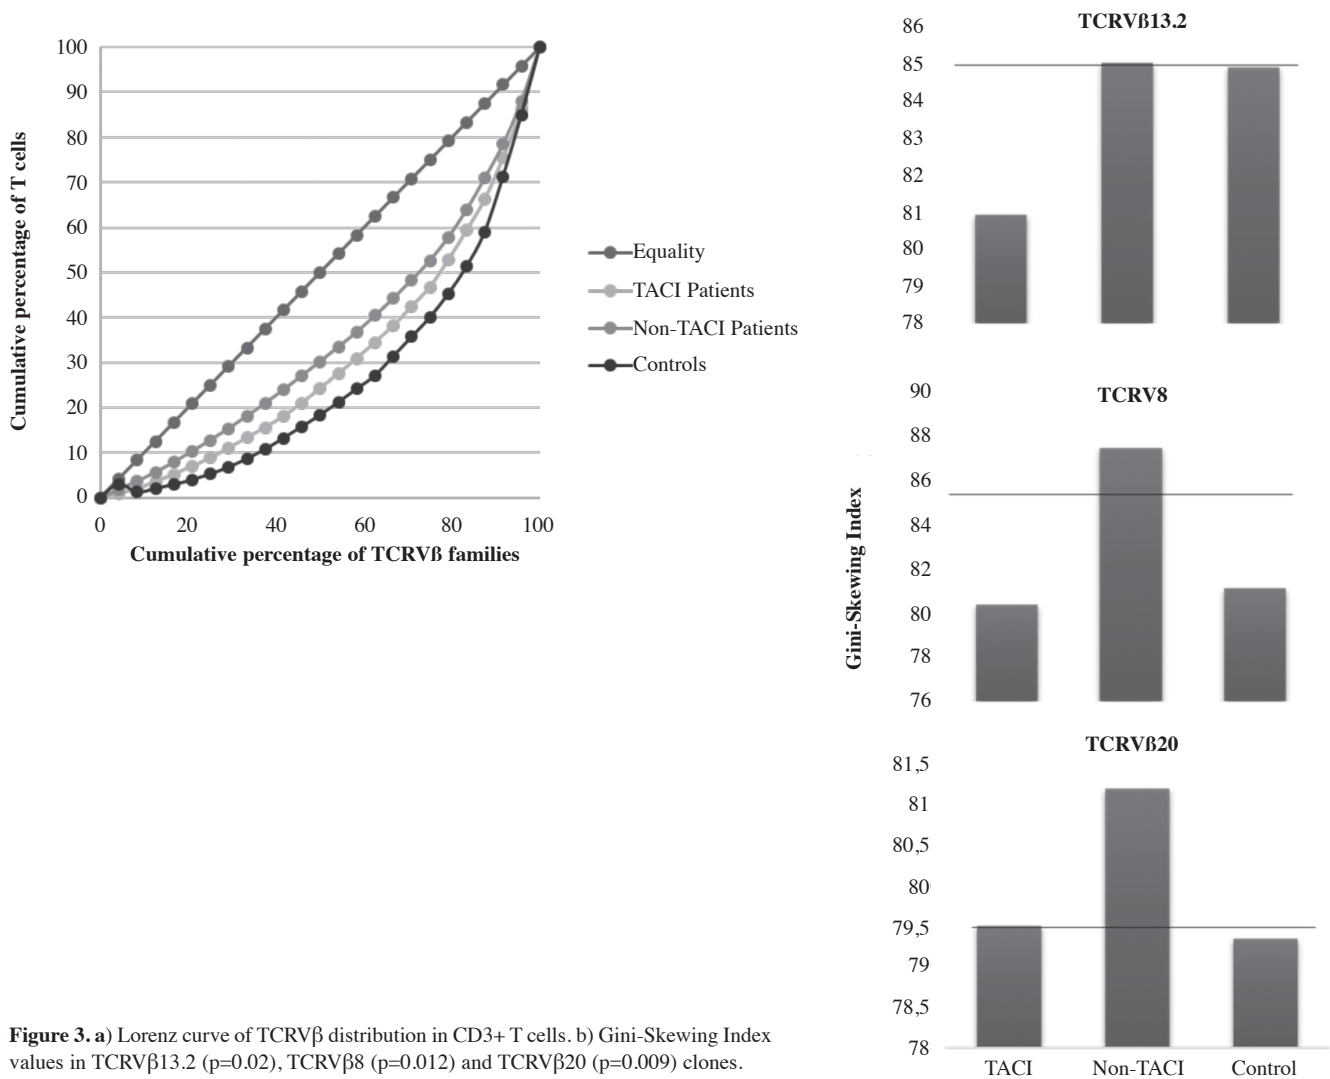 100
90
80
70
60
50
40
30
20
10
0
0 20 40 60 80 100
Cumulative percentage of T cells
Cumulative percentage of TCRVß families
Equality
TACI Patients
Non-TACI Patients
Controls
TCRVß13.2
86
85
84
83
82
81
80
79
78
TCRV8
90
88
86
84
82
80
78
76
Gini-Skewing Index
TCRVß20
81,5
81
80,5
80
79,5
79
78,5
78
TACI Non-TACI Control
Figure 3. a) Lorenz curve of TCRVβ distribution in CD3+ T cells. b) Gini-Skewing Index
values in TCRVβ13.2 (p=0.02), TCRVβ8 (p=0.012) and TCRVβ20 (p=0.009) clones.